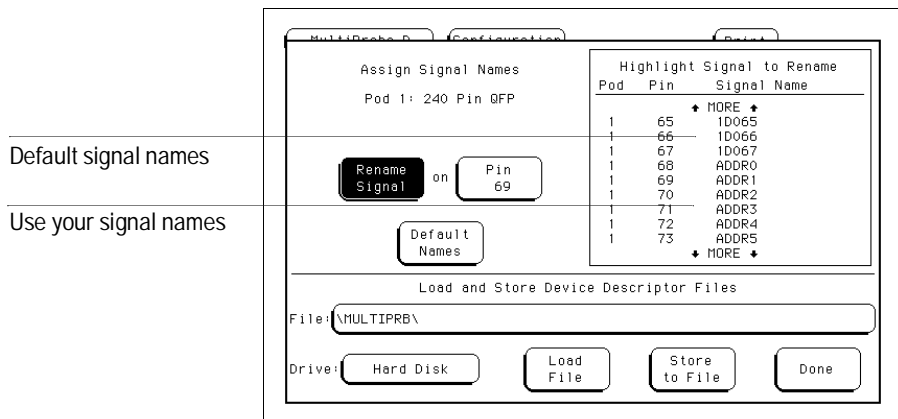 MultiProbe D Configuration Print
Assign Signal Names
Pod 1: 240 Pin QFP
Default signal names
Rename Signal on Pin 69
Use your signal names
Default Names
Highlight Signal to Rename
Pod Pin Signal Name
MORE
1 65 1D065
1 66 1D066
1 67 1D067
1 68 ADDR0
1 69 ADDR1
1 70 ADDR2
1 71 ADDR3
1 72 ADDR4
1 73 ADDR5
MORE
Load and Store Device Descriptor Files
File: \MULTIPRB\
Drive: Hard Disk
Load File
Store to File
Done